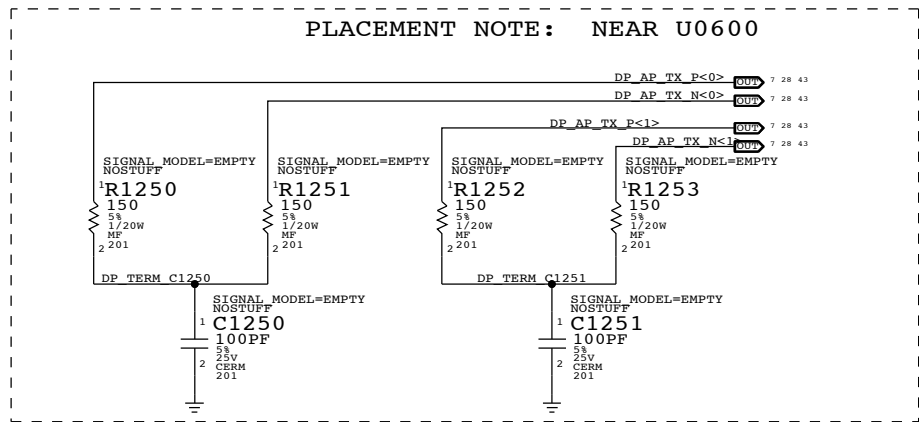 PLACEMENT NOTE: NEAR U0600
DP_AP_TX_P<0> OUT 7 28 43
DP_AP_TX_N<0> OUT 7 28 43
DP_AP_TX_P<1> OUT 7 28 43
DP_AP_TX_N<1> OUT 7 28 43
SIGNAL_MODEL=EMPTY
NOSTUFF
1 R1250
150
5%
1/20W
MF
2 201
SIGNAL_MODEL=EMPTY
NOSTUFF
1 R1251
150
5%
1/20W
MF
2 201
SIGNAL_MODEL=EMPTY
NOSTUFF
1 R1252
150
5%
1/20W
MF
2 201
SIGNAL_MODEL=EMPTY
NOSTUFF
1 R1253
150
5%
1/20W
MF
2 201
DP_TERM_C1250
DP_TERM_C1251
SIGNAL_MODEL=EMPTY
NOSTUFF
1 C1250
100PF
5%
25V
2 CERM
201
SIGNAL_MODEL=EMPTY
NOSTUFF
1 C1251
100PF
5%
25V
2 CERM
201